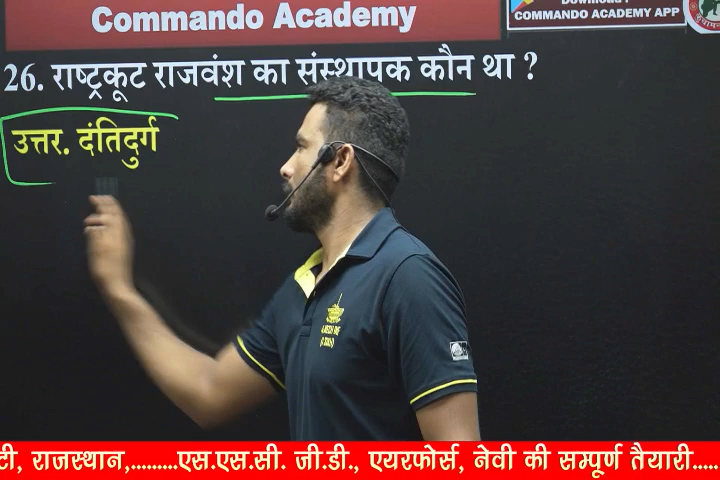 Commando Academy
COMMANDO ACADEMY APP
26. राष्ट्रकूट राजवंश का संस्थापक कौन था ?
उत्तर. दंतिदुर्ग
टी, राजस्थान,.........एस.एस.सी. जी.डी., एयरफोर्स, नेवी की सम्पूर्ण तैयारी......